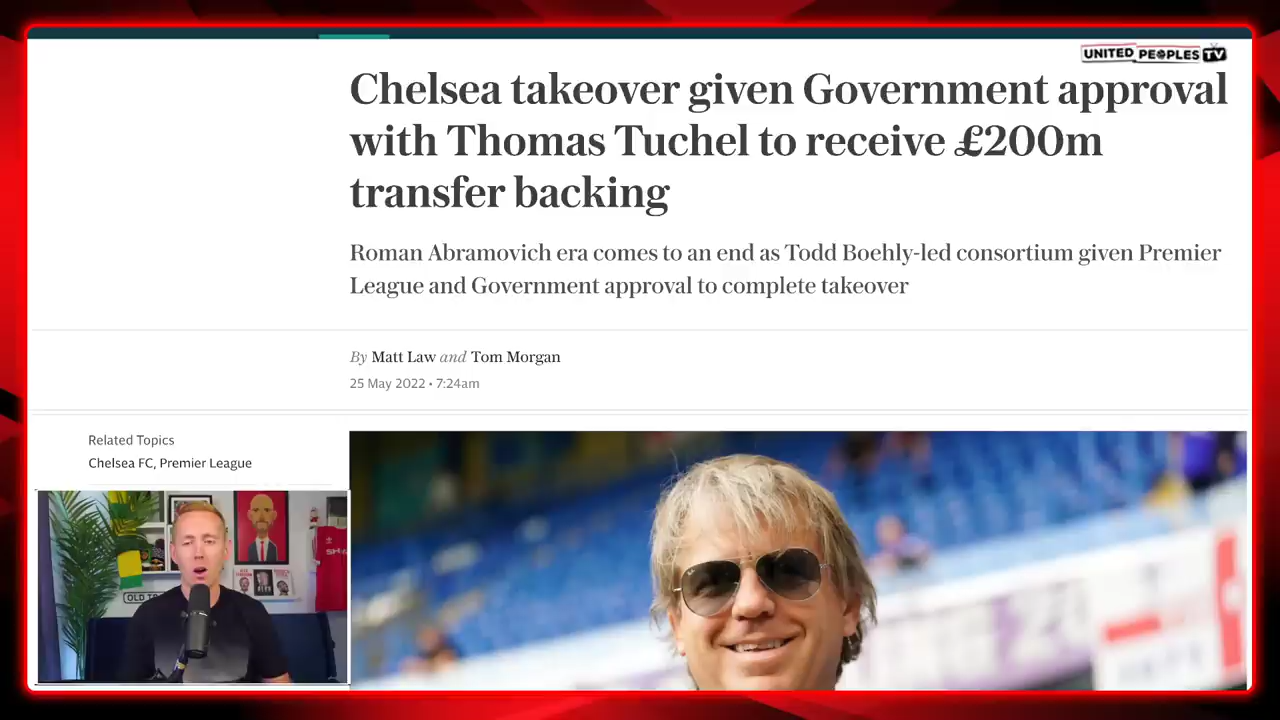 UNITED PEOPLES TV
Chelsea takeover given Government approval
with Thomas Tuchel to receive £200m
transfer backing
Roman Abramovich era comes to an end as Todd Boehly-led consortium given Premier
League and Government approval to complete takeover
By Matt Law and Tom Morgan
25 May 2022 • 7:24am
Related Topics
Chelsea FC, Premier League